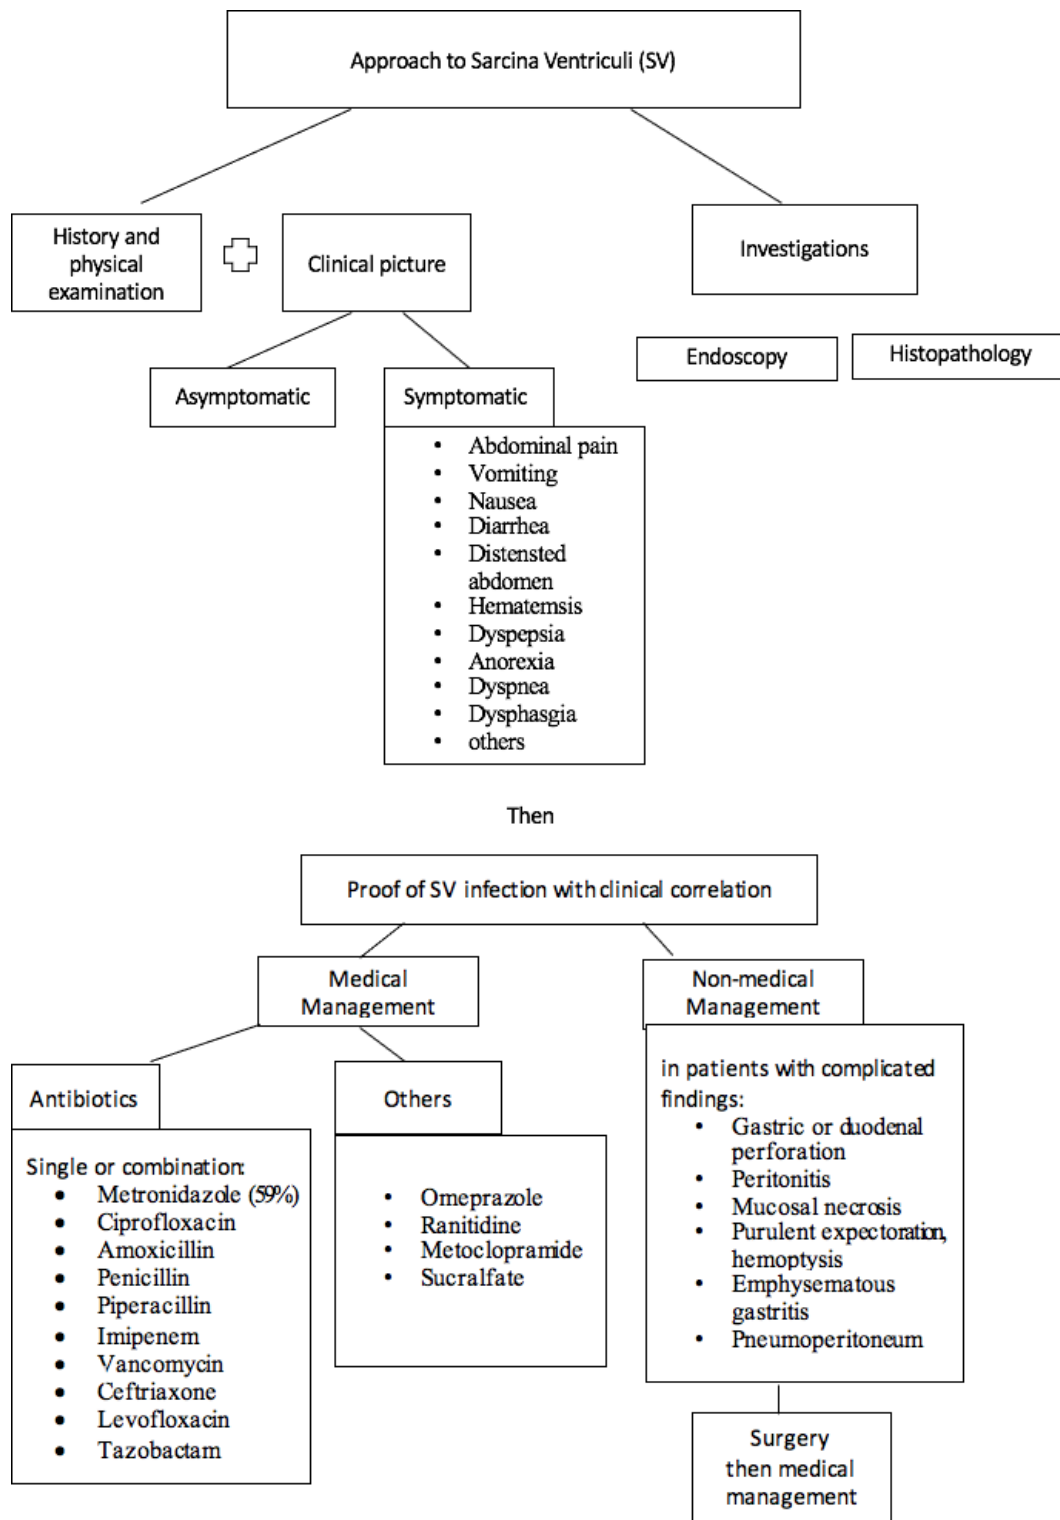 Approach to Sarcina Ventriculi (SV)
History and
physical
examination
Clinical picture
Investigations
Endoscopy
Histopathology
Asymptomatic
Symptomatic
• Abdominal pain
• Vomiting
• Nausea
• Diarrhea
• Distensted
abdomen
• Hematemsis
• Dyspepsia
• Anorexia
• Dyspnea
• Dysphasgia
• others
Then
Proof of SV infection with clinical correlation
Medical
Management
Non-medical
Management
Antibiotics
Single or combination:
• Metronidazole (59%)
• Ciprofloxacin
• Amoxicillin
• Penicillin
• Piperacillin
• Imipenem
• Vancomycin
• Ceftriaxone
• Levofloxacin
• Tazobactam
Others
• Omeprazole
• Ranitidine
• Metoclopramide
• Sucralfate
in patients with complicated
findings:
• Gastric or duodenal
perforation
• Peritonitis
• Mucosal necrosis
• Purulent expectoration,
hemoptysis
• Emphysematous
gastritis
• Pneumoperitoneum
Surgery
then medical
management